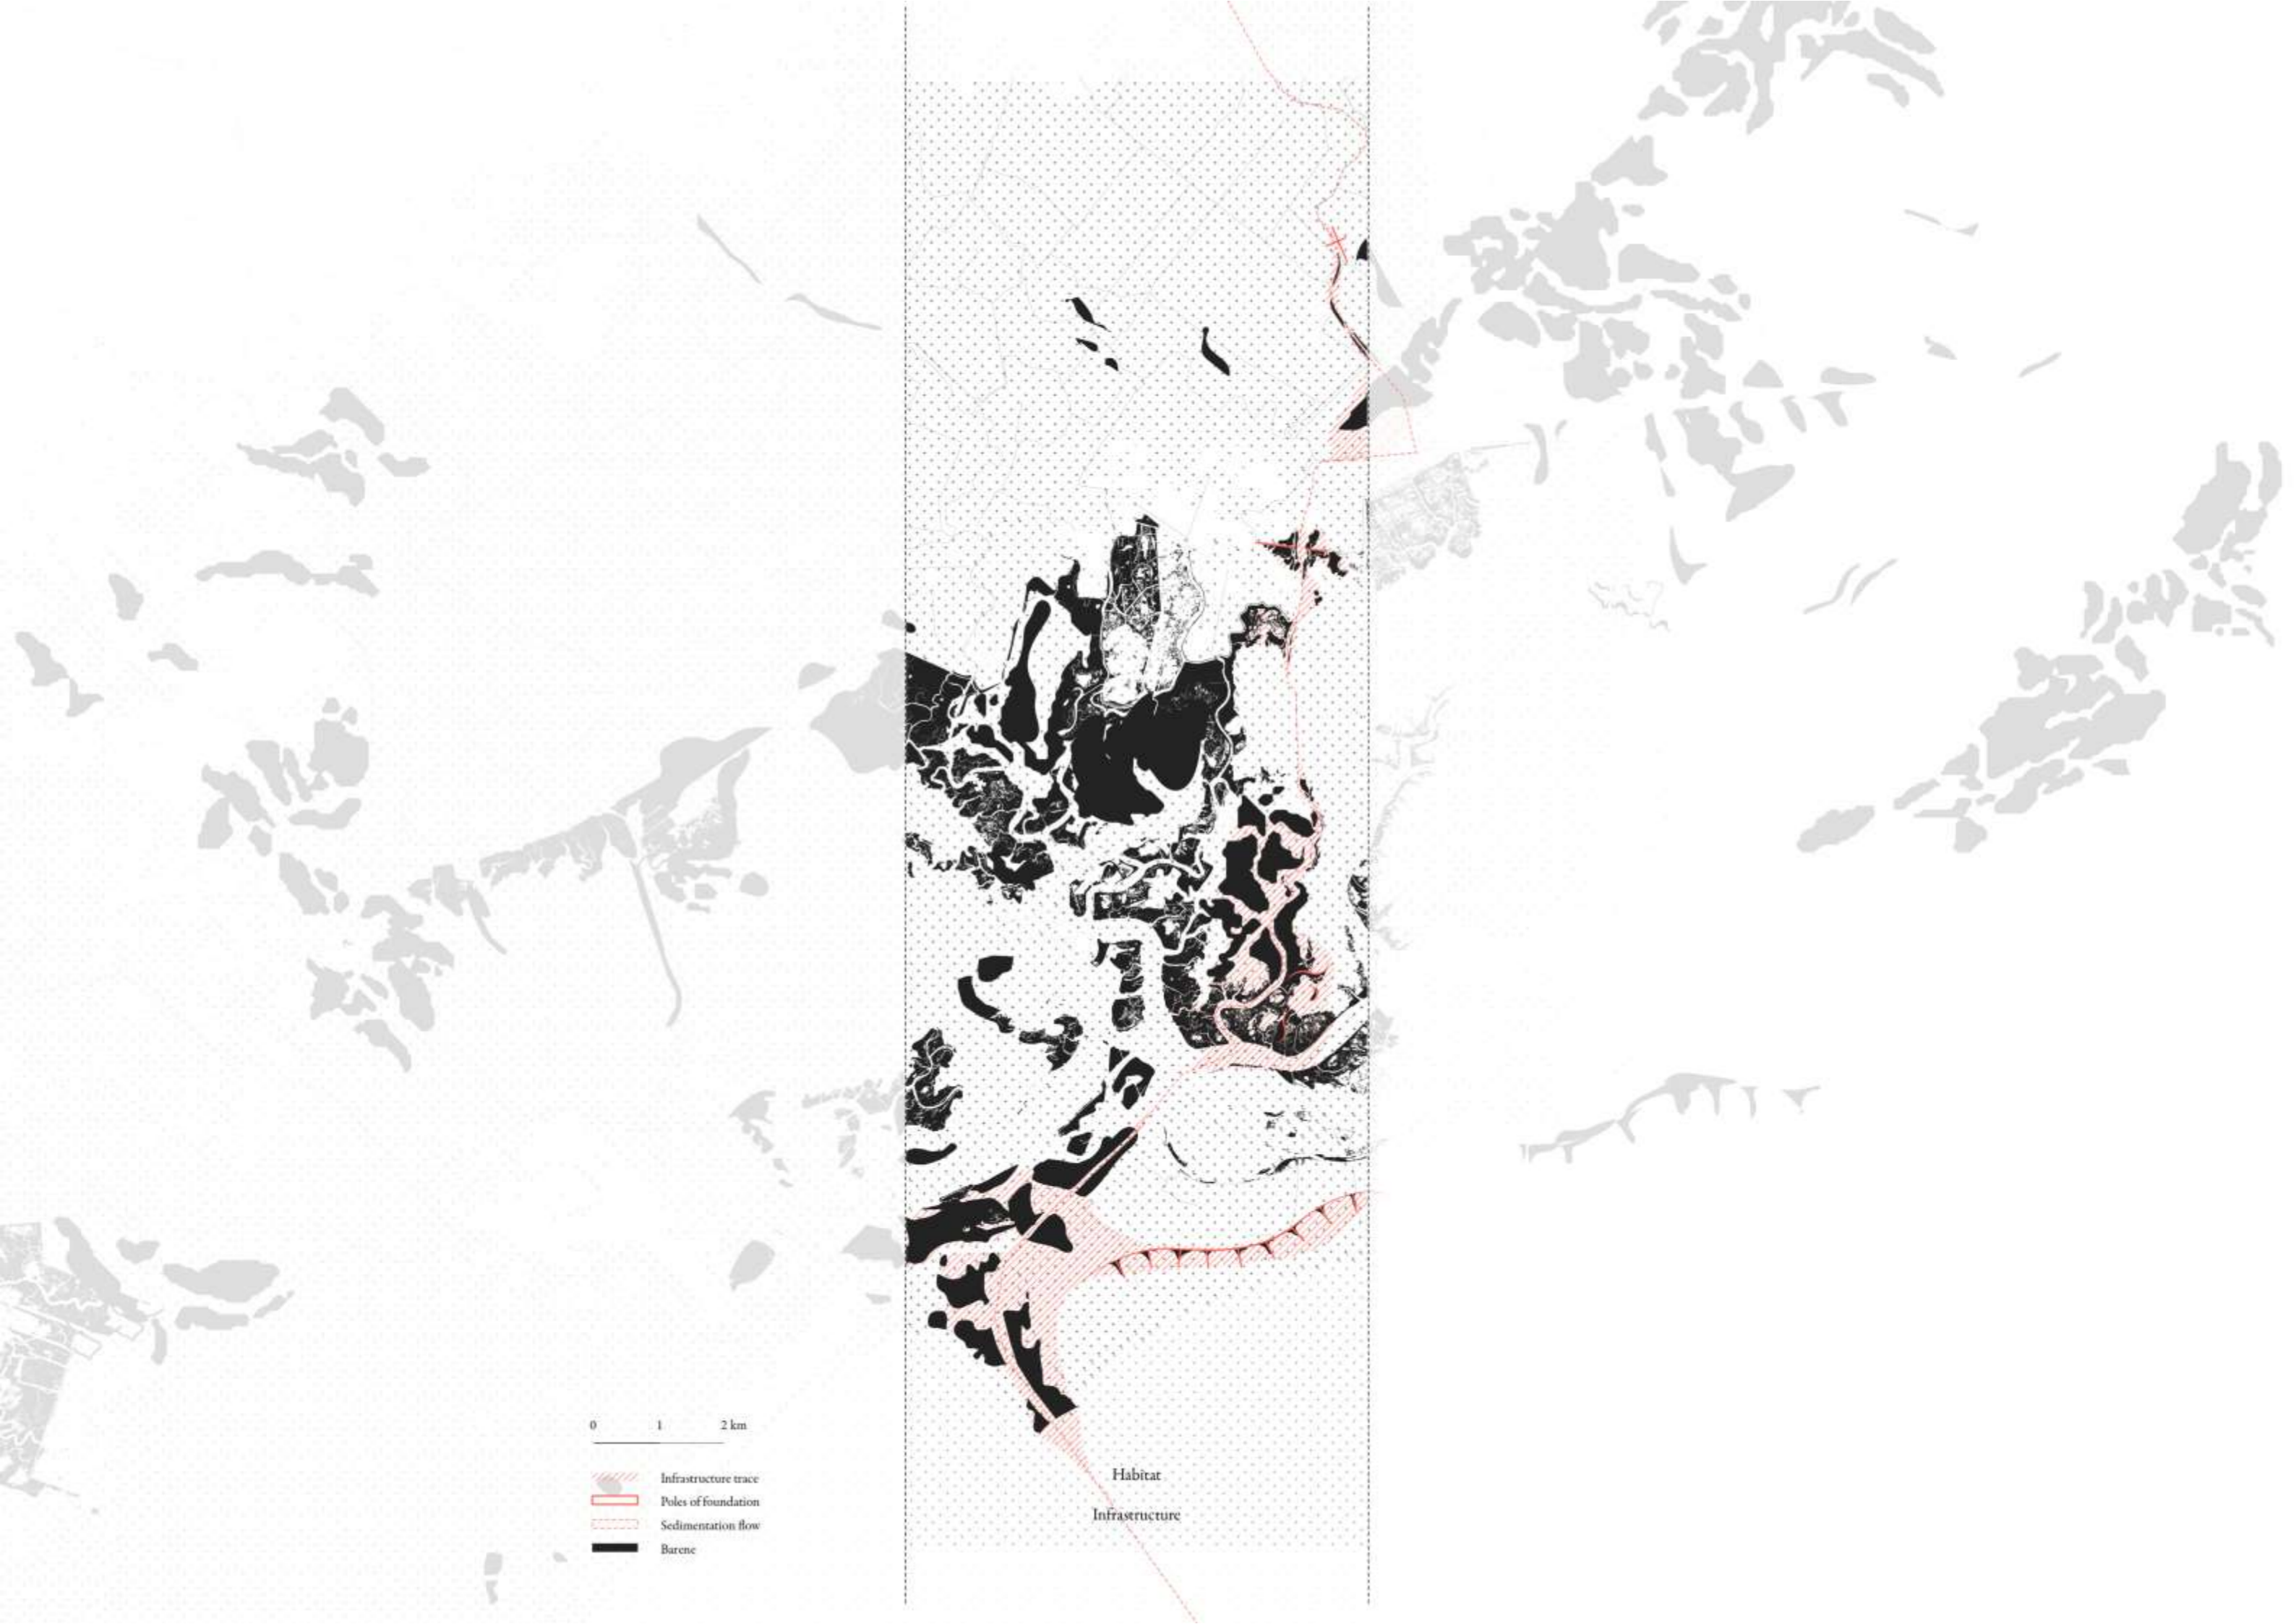 0 1 2 km
Infrastructure trace
Poles of foundation
Sedimentation flow
Barene
Habitat
Infrastructure